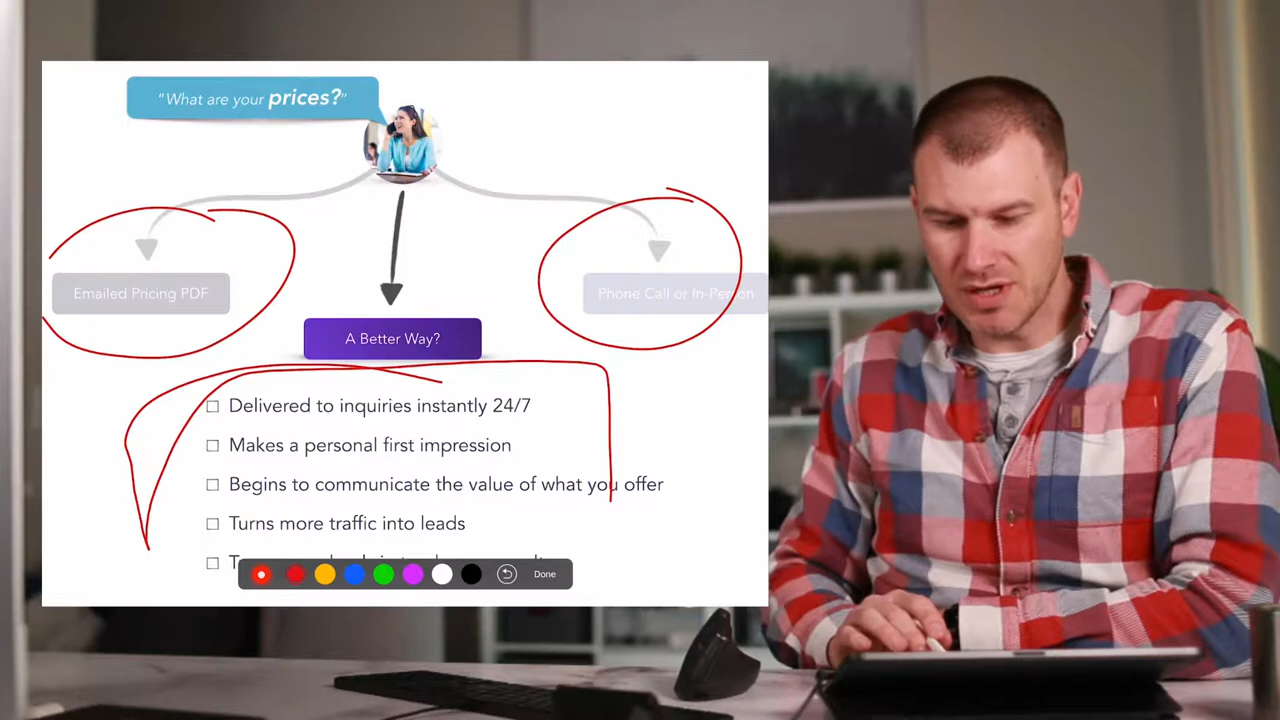 "What are your prices?"
Emailed Pricing PDF
Phone Call or In-Person
A Better Way?
Delivered to inquiries instantly 24/7
Makes a personal first impression
Begins to communicate the value of what you offer
Turns more traffic into leads
Done